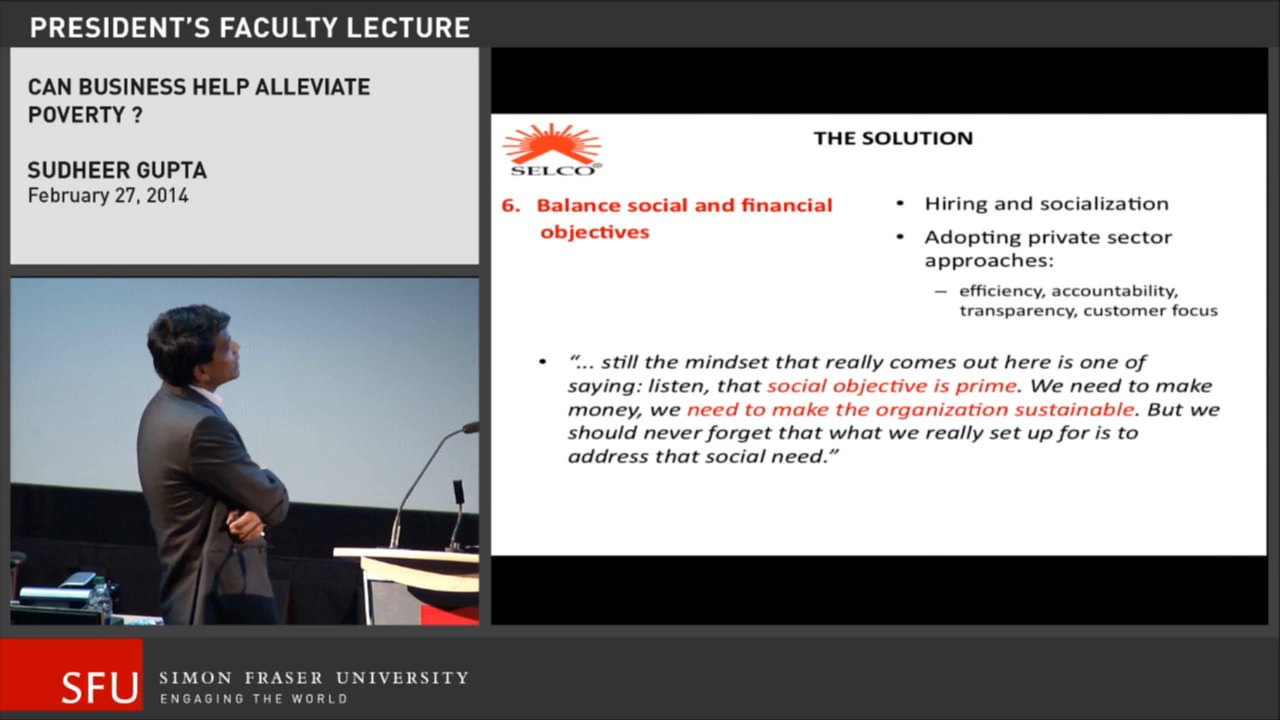 PRESIDENT'S FACULTY LECTURE
CAN BUSINESS HELP ALLEVIATE
POVERTY ?
SUDHEER GUPTA
February 27, 2014
SELCO®
THE SOLUTION
6. Balance social and financial
objectives
• Hiring and socialization
• Adopting private sector
approaches:
– efficiency, accountability,
transparency, customer focus
• “... still the mindset that really comes out here is one of
saying: listen, that social objective is prime. We need to make
money, we need to make the organization sustainable. But we
should never forget that what we really set up for is to
address that social need.”
SFU
SIMON FRASER UNIVERSITY
ENGAGING THE WORLD